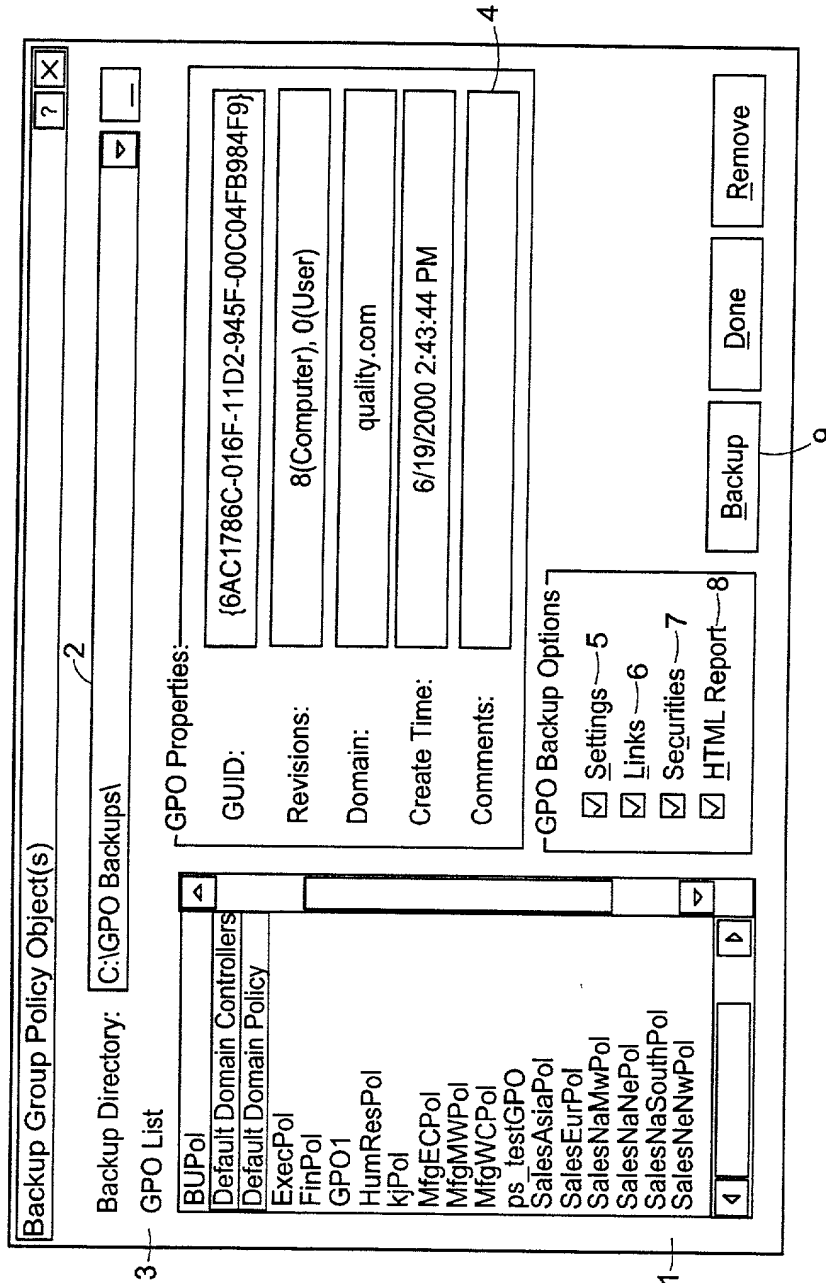 Backup Group Policy Object(s)
?
2
Backup Directory:
C:\GPO Backups\
3
GPO List
BUPol
Default Domain Controllers
Default Domain Policy
ExecPol
FinPol
GPO1
HumResPol
kjPol
MfgECPol
MfgMWPol
MfgWCPol
ps_testGPO
SalesAsiaPol
SalesEurPol
SalesNaMwPol
SalesNaNePol
SalesNaSouthPol
SalesNeNwPol
1
GPO Properties:
GUID: {6AC1786C-016F-11D2-945F-00C04FB984F9}
Revisions: 8(Computer), 0(User)
Domain: quality.com
Create Time: 6/19/2000 2:43:44 PM
Comments:
4
GPO Backup Options
Settings 5
Links 6
Securities 7
HTML Report 8
Backup Done Remove
9